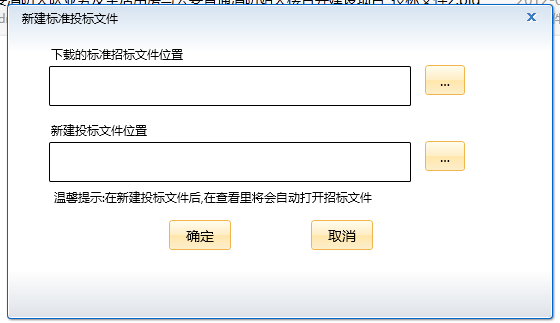 新建标准投标文件
x
下载的标准招标文件位置
...
新建投标文件位置
...
温馨提示:在新建投标文件后,在查看里将会自动打开招标文件
确定
取消